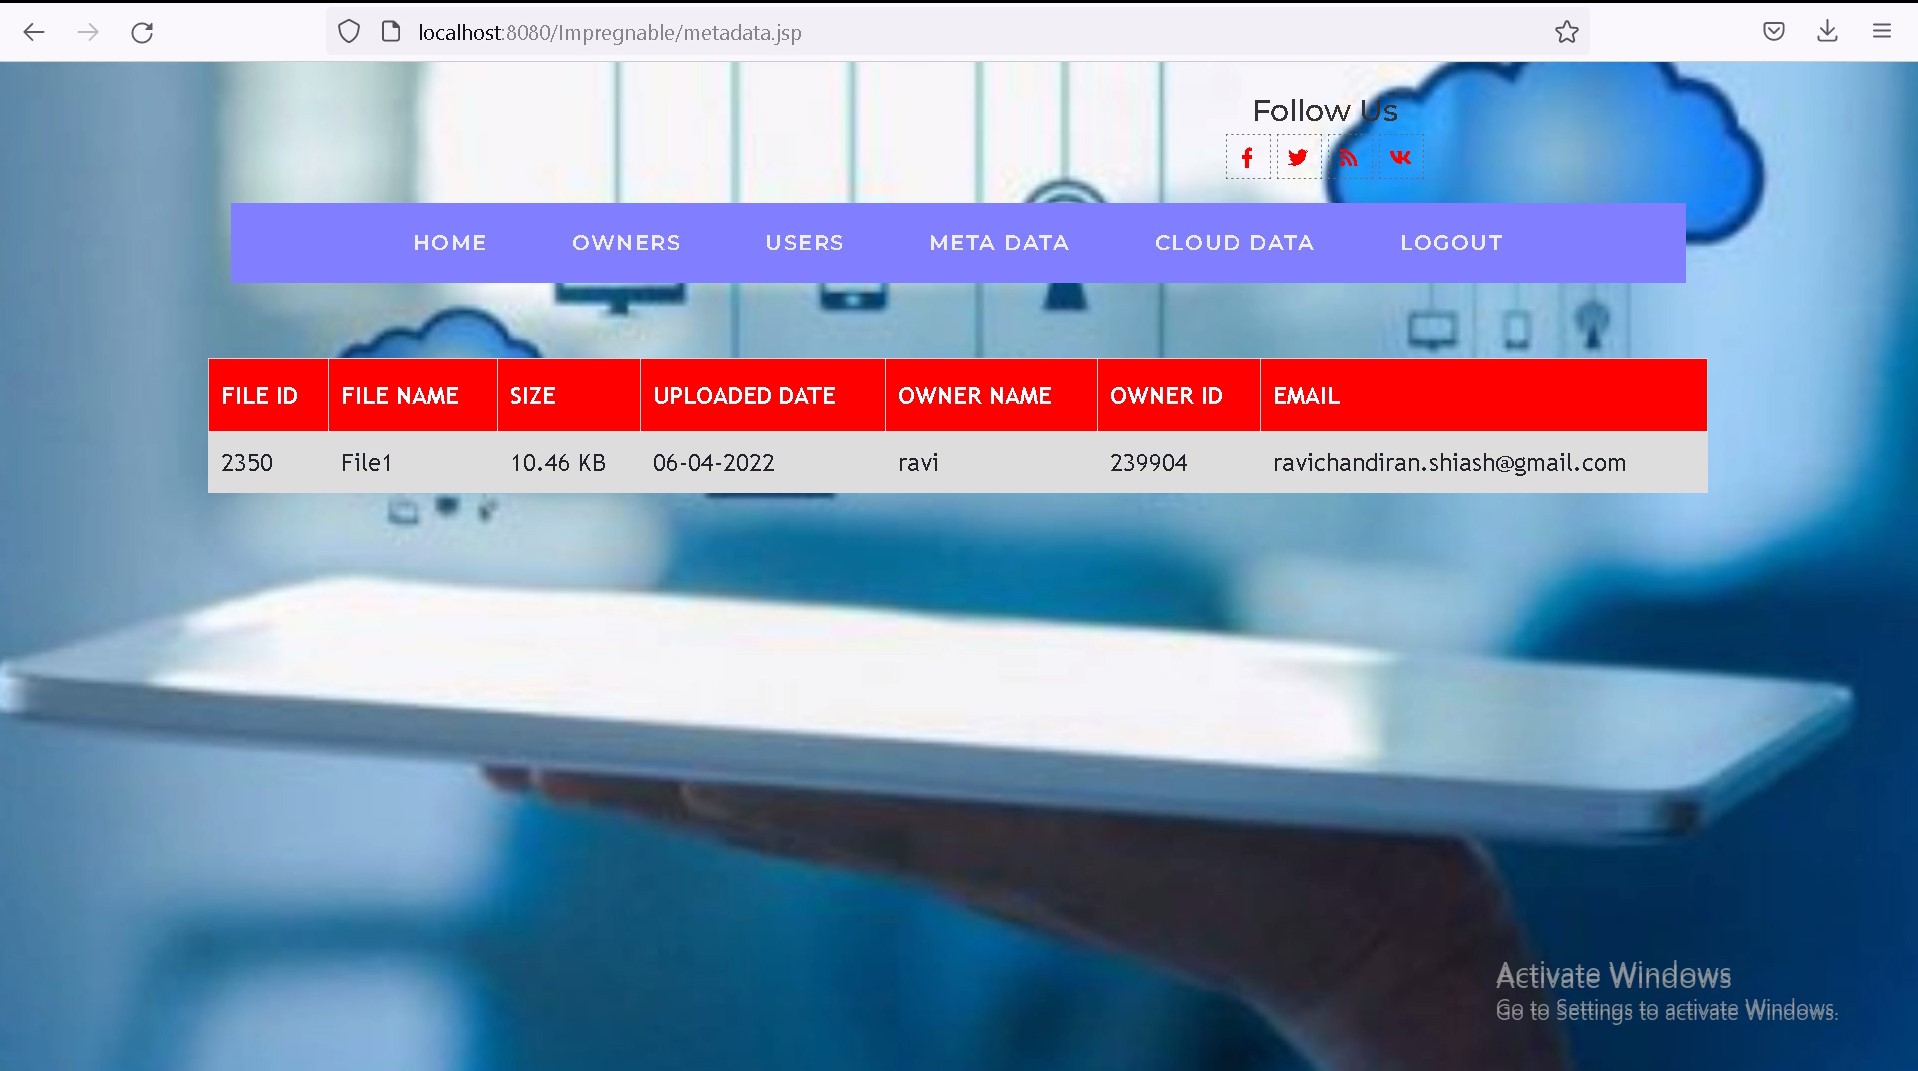 localhost:8080/Impregnable/metadata.jsp
Follow Us
HOME OWNERS USERS META DATA CLOUD DATA LOGOUT
FILE ID FILE NAME SIZE UPLOADED DATE OWNER NAME OWNER ID EMAIL
2350 File1 10.46 KB 06-04-2022 ravi 239904 ravichandiran.shiash@gmail.com
Activate Windows
Go to Settings to activate Windows.